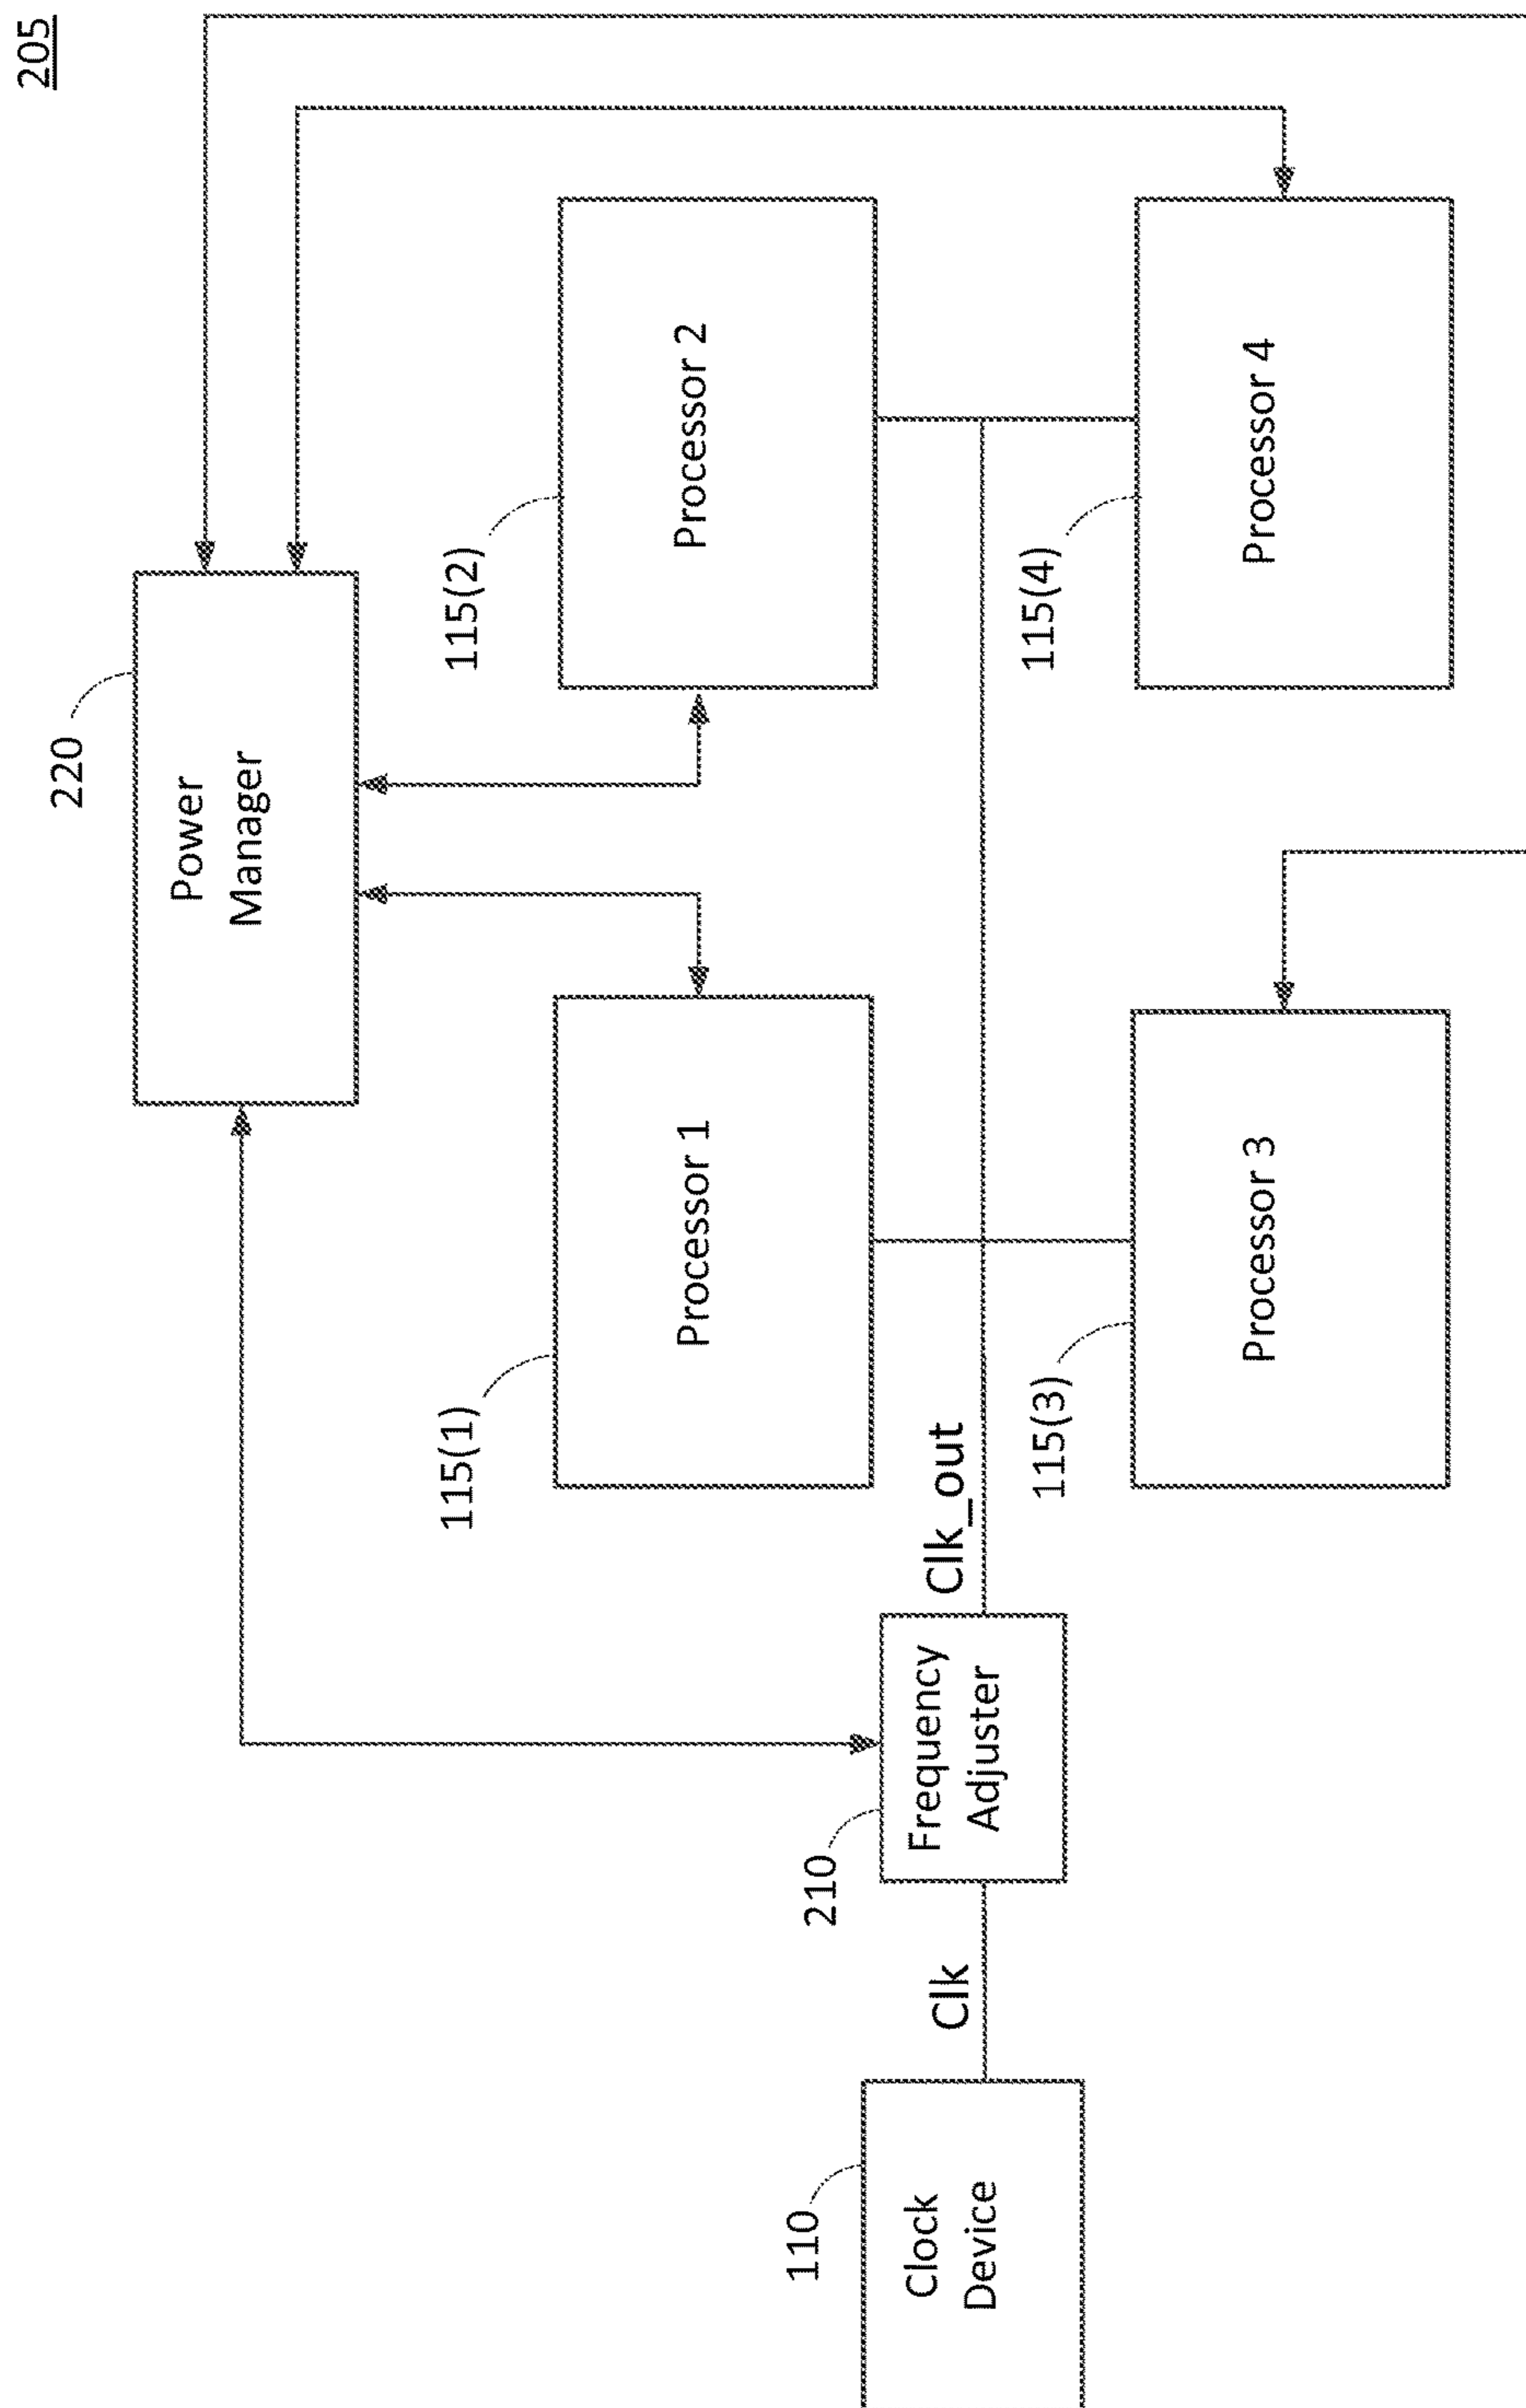 205
220
Power
Manager
115(1)
Processor 1
115(2)
Processor 2
110
Clock
Device
Clk
210
Frequency
Adjuster
Clk_out
115(3)
Processor 3
115(4)
Processor 4